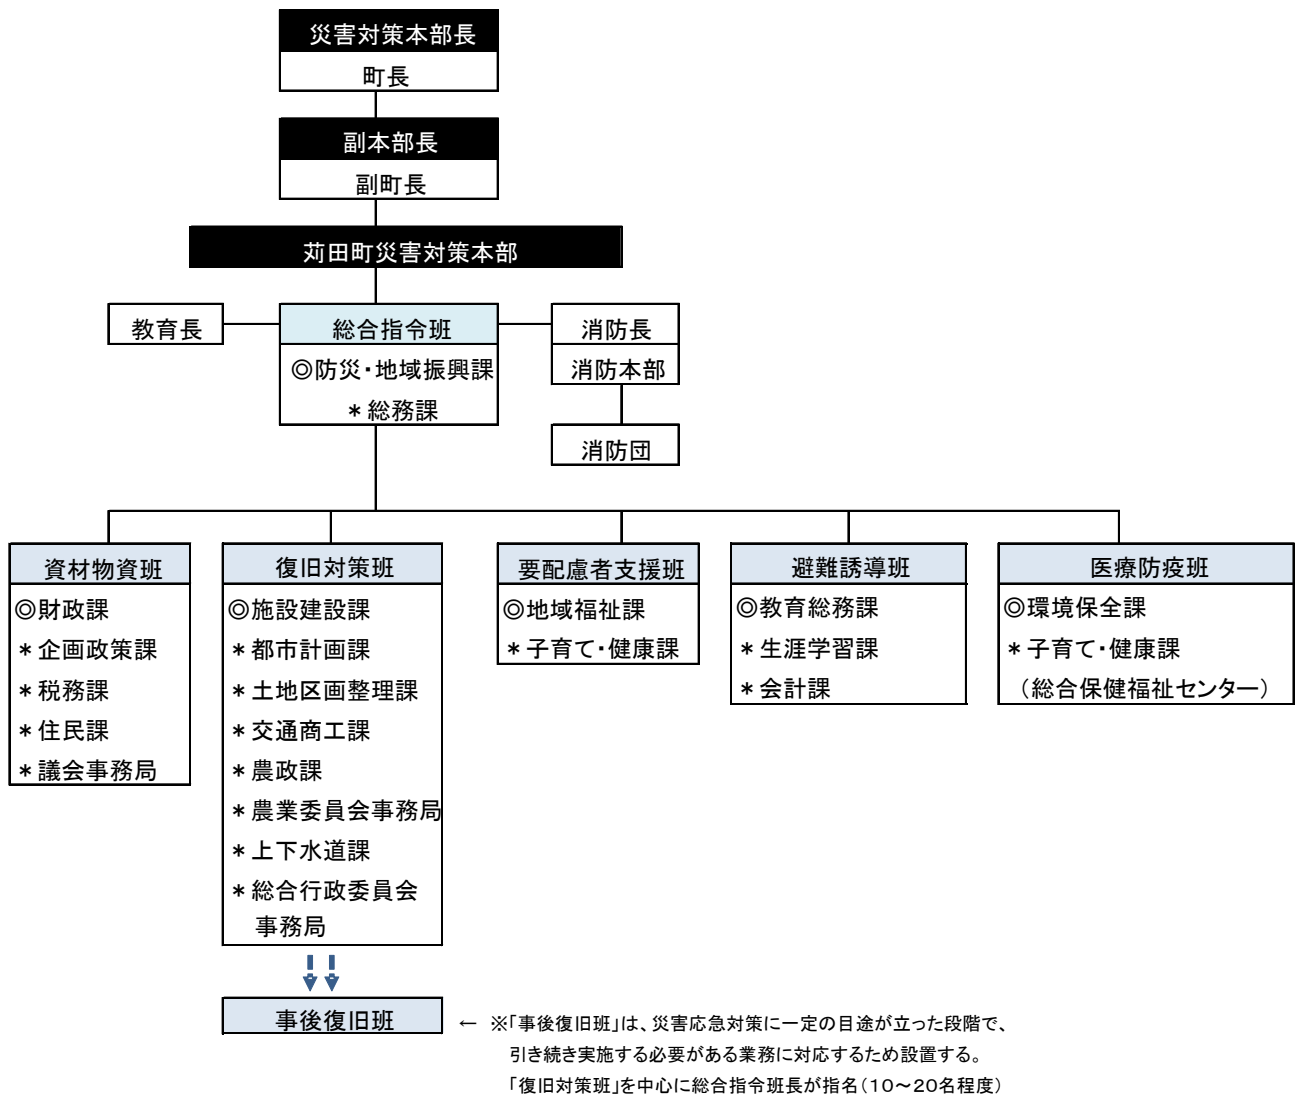 災害対策本部長
町長
副本部長
副町長
苅田町災害対策本部
教育長
総合指令班
◎防災・地域振興課
＊総務課
消防長
消防本部
消防団
資材物資班
◎財政課
＊企画政策課
＊税務課
＊住民課
＊議会事務局
復旧対策班
◎施設建設課
＊都市計画課
＊土地区画整理課
＊交通商工課
＊農政課
＊農業委員会事務局
＊上下水道課
＊総合行政委員会
事務局
要配慮者支援班
◎地域福祉課
＊子育て・健康課
避難誘導班
◎教育総務課
＊生涯学習課
＊会計課
医療防疫班
◎環境保全課
＊子育て・健康課
（総合保健福祉センター）
事後復旧班
← ※「事後復旧班」は、災害応急対策に一定の目途が立った段階で、
引き続き実施する必要がある業務に対応するため設置する。
「復旧対策班」を中心に総合指令班長が指名（１０～２０名程度）